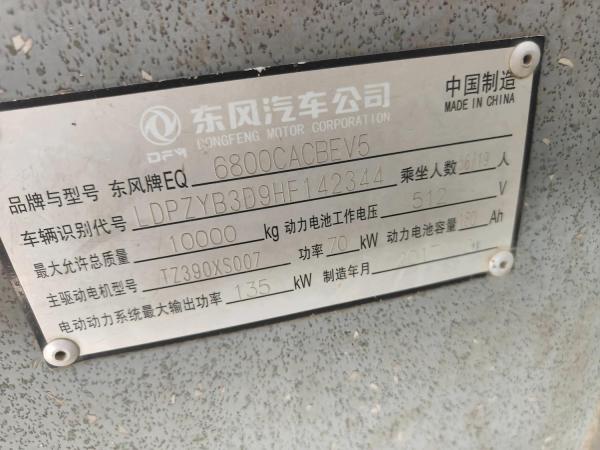 东风汽车公司
DONGFENG MOTOR CORPORATION
DFM
中国制造
MADE IN CHINA
品牌与型号 东风牌EQ 6800CACBEV5
车辆识别代号 LDPZYB3D9HF142344 乘坐人数 /19 人
最大允许总质量 10000 kg 动力电池工作电压 512 V
主驱动电机型号 TZ390XS007 功率 70 kW 动力电池容量 Ah
电动动力系统最大输出功率 135 kW 制造年月